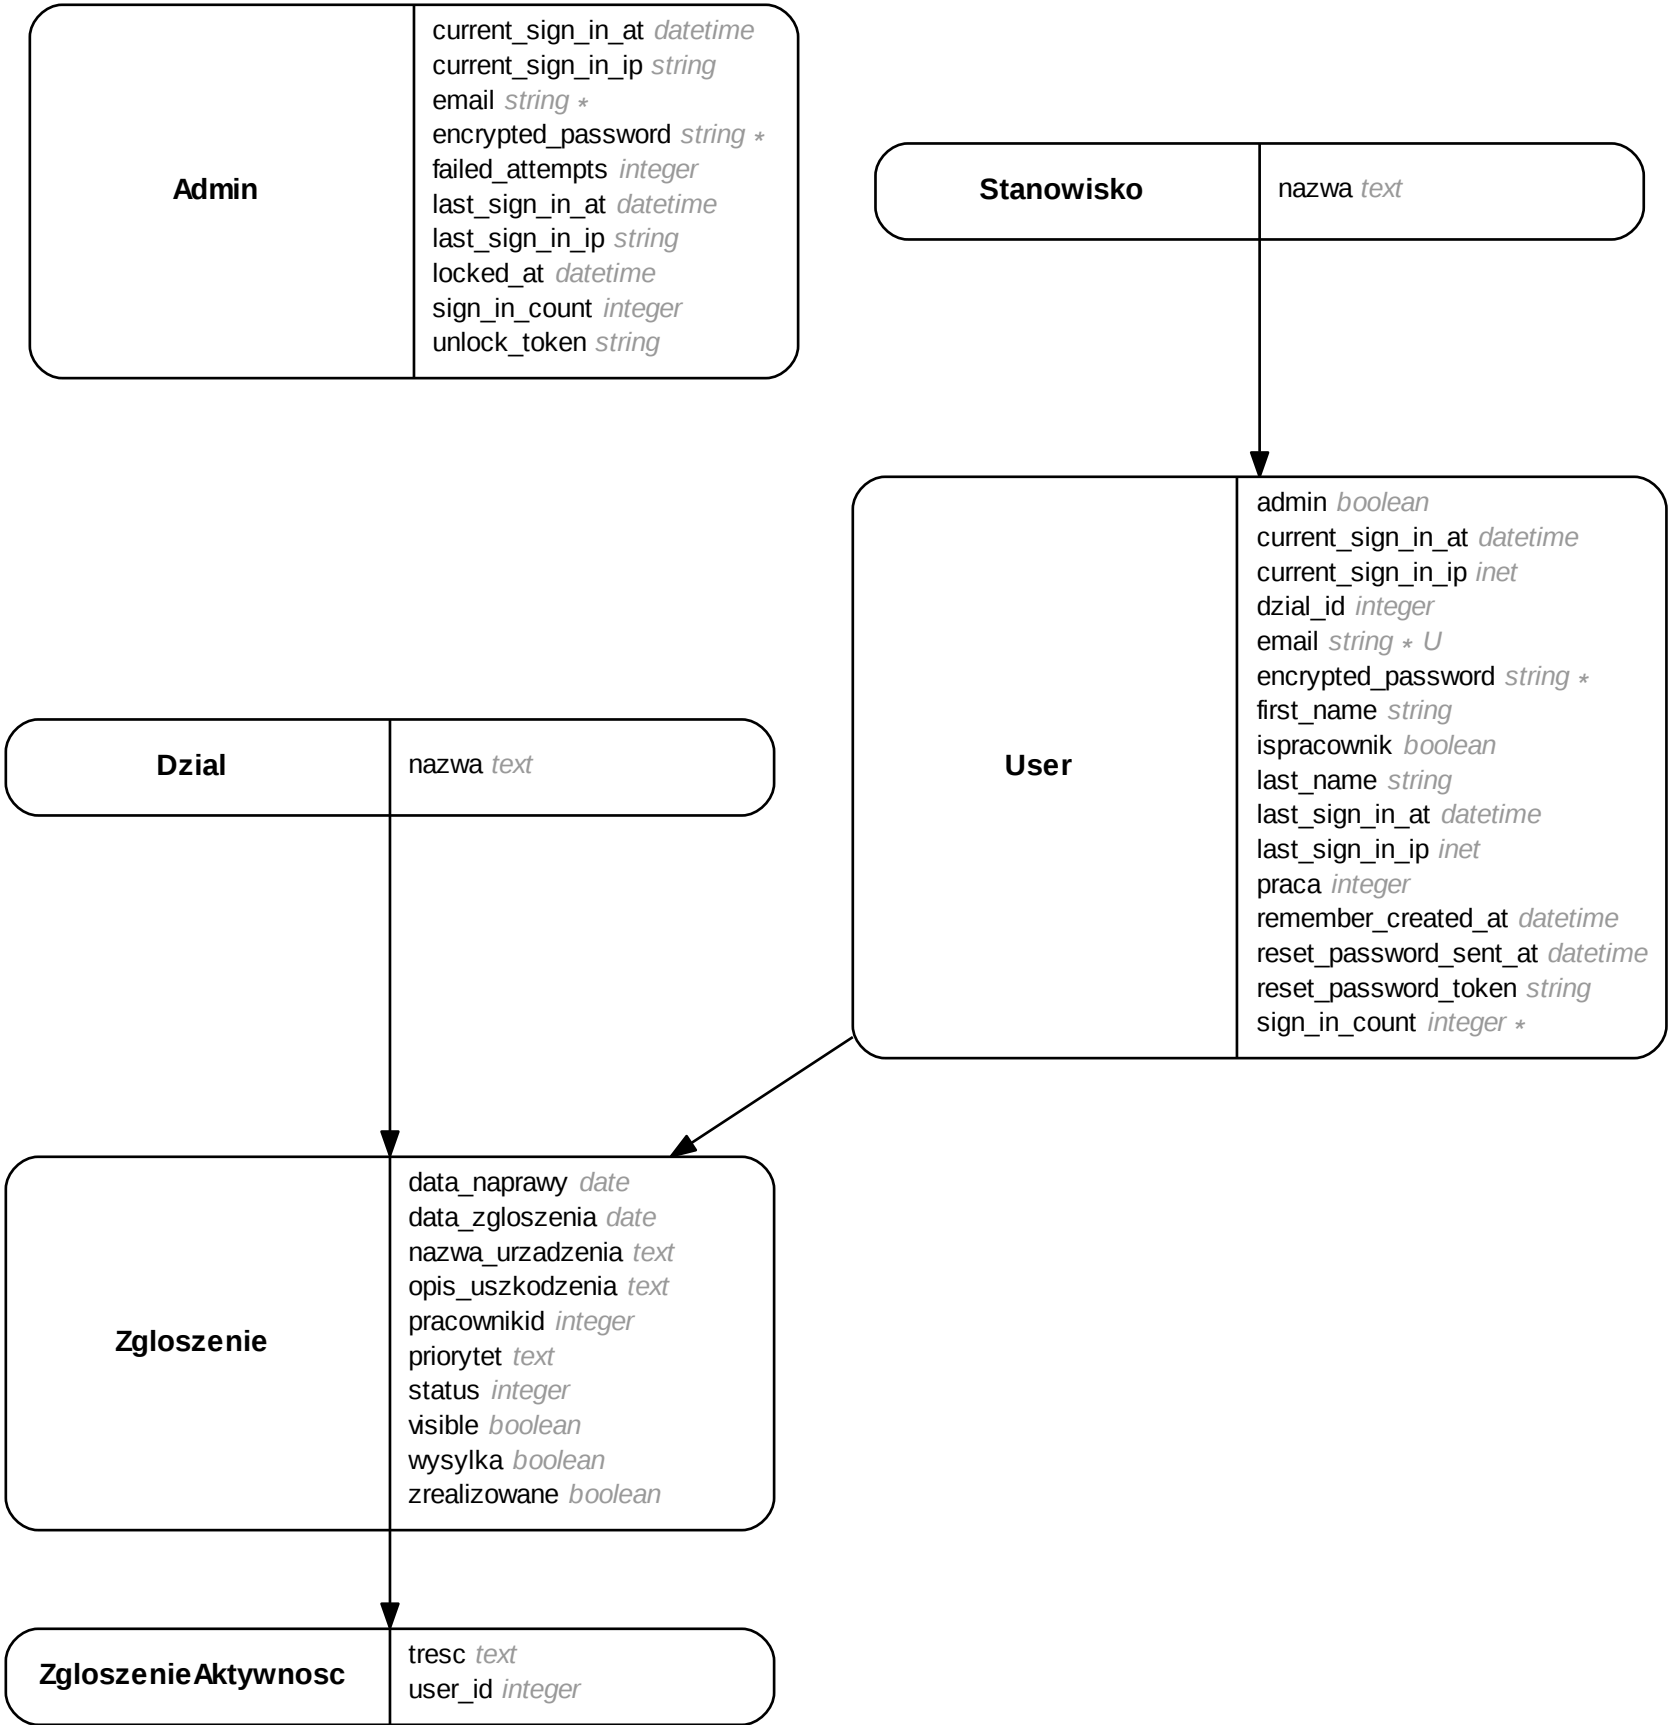 Admin
current_sign_in_at datetime
current_sign_in_ip string
email string *
encrypted_password string *
failed_attempts integer
last_sign_in_at datetime
last_sign_in_ip string
locked_at datetime
sign_in_count integer
unlock_token string
Stanowisko
nazwa text
User
admin boolean
current_sign_in_at datetime
current_sign_in_ip inet
dzial_id integer
email string * U
encrypted_password string *
first_name string
ispracownik boolean
last_name string
last_sign_in_at datetime
last_sign_in_ip inet
praca integer
remember_created_at datetime
reset_password_sent_at datetime
reset_password_token string
sign_in_count integer *
Dzial
nazwa text
Zgloszenie
data_naprawy date
data_zgloszenia date
nazwa_urzadzenia text
opis_uszkodzenia text
pracownikid integer
priorytet text
status integer
visible boolean
wysylka boolean
zrealizowane boolean
ZgloszenieAktywnosc
tresc text
user_id integer